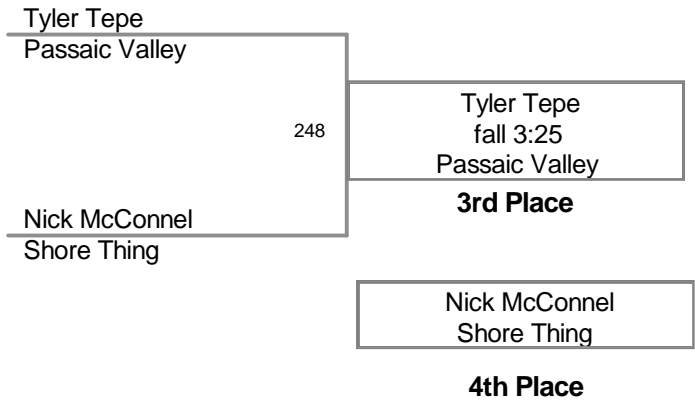 Tyler Tepe
Passaic Valley
248
Tyler Tepe
fall 3:25
Passaic Valley
3rd Place
Nick McConnel
Shore Thing
Nick McConnel
Shore Thing
4th Place